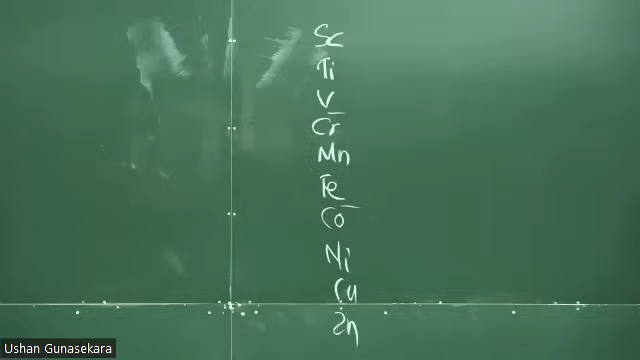 Sc
Ti
V
Cr
Mn
Fe
Co
Ni
Cu
Zn
Ushan Gunasekara